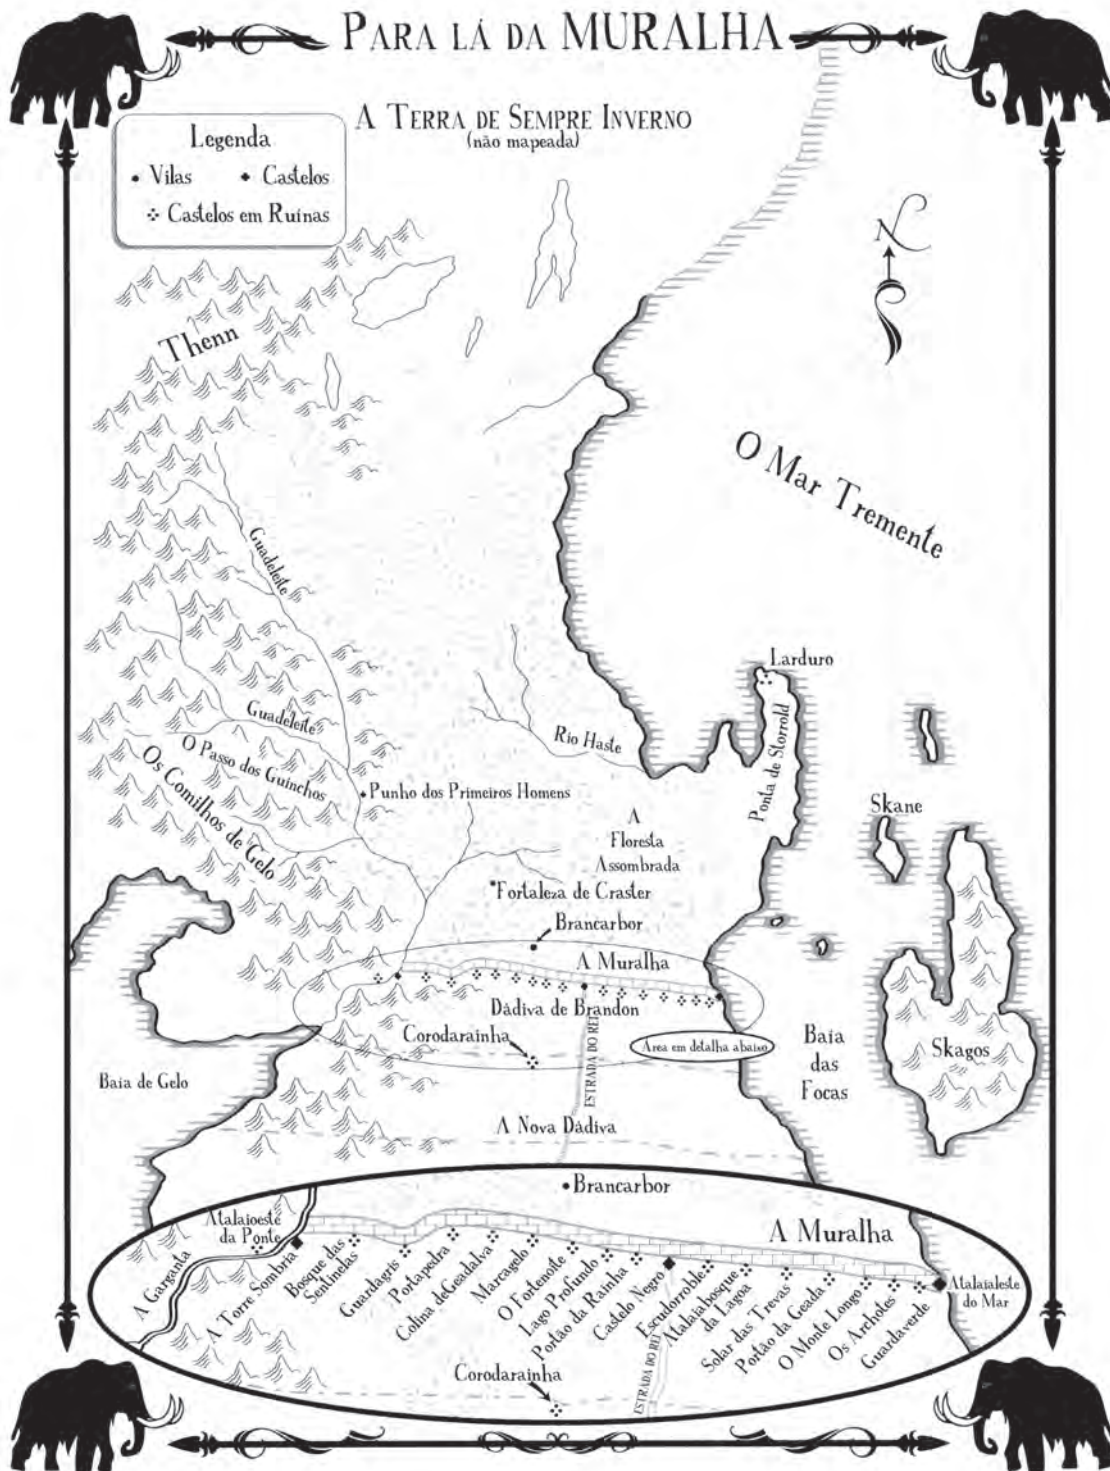 PARA LÁ DA MURALHA
A TERRA DE SEMPRE INVERNO
(não mapeada)
Legenda
Vilas
Castelos
Castelos em Ruínas
N
Thenn
O Mar Tremente
Guadeleite
Larduro
Guadeleite
Rio Haste
Ponta de Storrold
O Passo dos Guinchos
Os Comilhos de Gelo
Punho dos Primeiros Homens
Skane
A
Floresta
Assombrada
Fortaleza de Craster
Brancarbor
A Muralha
Dádiva de Brandon
Corodarainha
Área em detalha abaixo
ESTRADA DO REI
Baía
das
Focas
Skagos
Baia de Gelo
A Nova Dádiva
Brancarbor
A Muralha
Atalaioeste
da Ponte
A Garganta
A Torre Sombria
Bosque das
Sentinelas
Guardagris
Portapedra
Colina de Geadalva
Marcagelo
O Fortenoite
Lago Profundo
Portão da Rainha
Castelo Negro
Escudorroble
Atalaiabosque
da Lagoa
Solar das Trevas
Portão da Geada
O Monte Longo
Os Archotes
Guardaverde
Atalaialeste
do Mar
Corodarainha
ESTRADA DO REI